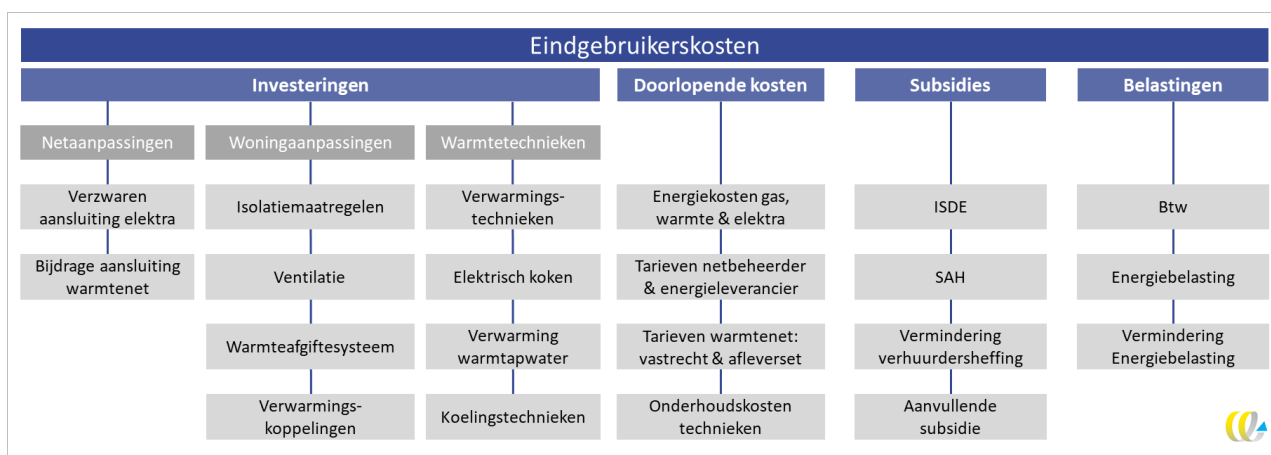 Eindgebruikerskosten
Investeringen
Netaanpassingen
Verzwaren
aansluiting elektra
Bijdrage aansluiting
warmtenet
Woningaanpassingen
Isolatiemaatregelen
Ventilatie
Warmteafgiftesysteem
Verwarmings-
koppelingen
Warmtetechnieken
Verwarmings-
technieken
Elektrisch koken
Verwarming
warmtapwater
Koelingstechnieken
Doorlopende kosten
Energiekosten gas,
warmte & elektra
Tarieven netbeheerder
& energieleverancier
Tarieven warmtenet:
vastrecht & afleverset
Onderhoudskosten
technieken
Subsidies
ISDE
SAH
Vermindering
verhuurdersheffing
Aanvullende
subsidie
Belastingen
Btw
Energiebelasting
Vermindering
Energiebelasting